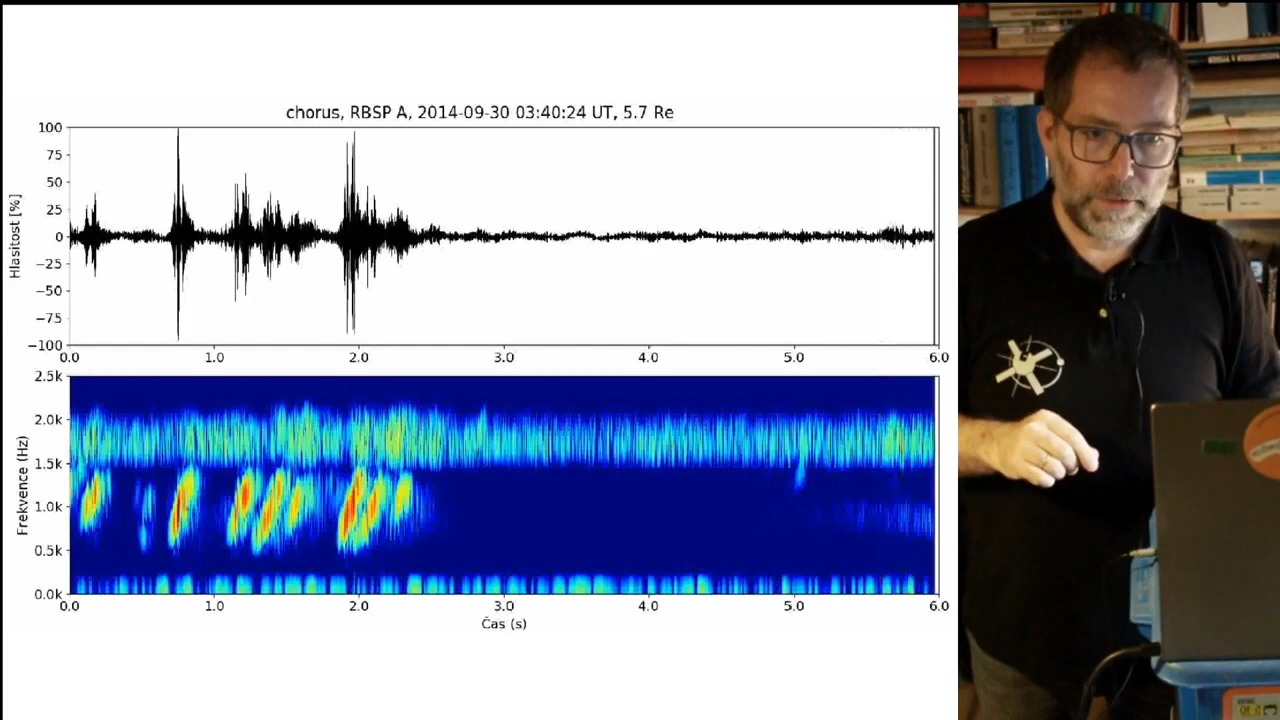 chorus, RBSP A, 2014-09-30 03:40:24 UT, 5.7 Re
Hlasitost [%]
100
75
50
25
0
−25
−50
−75
−100
0.0 1.0 2.0 3.0 4.0 5.0 6.0
Frekvence (Hz)
2.5k
2.0k
1.5k
1.0k
0.5k
0.0k
0.0 1.0 2.0 3.0 4.0 5.0 6.0
Čas (s)